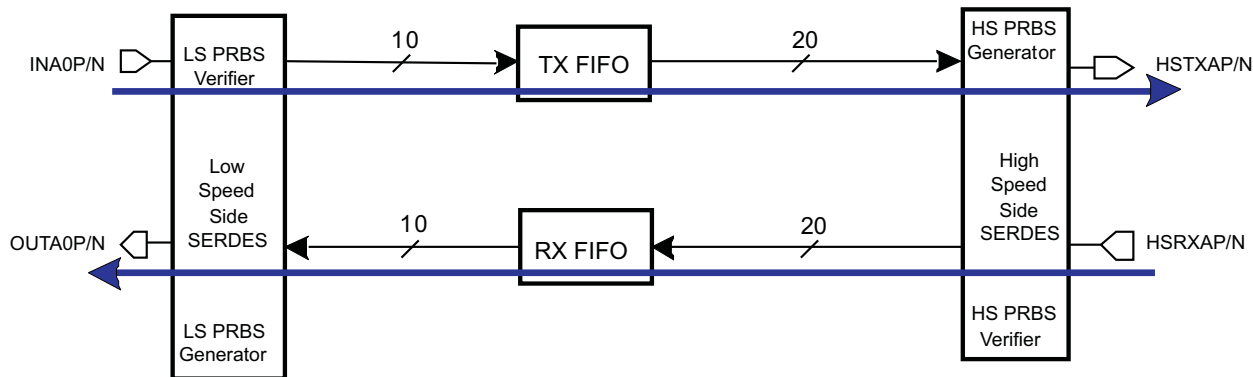 INA0P/N
LS PRBS
Verifier
10
TX FIFO
20
HS PRBS
Generator
HSTXAP/N
Low
Speed
Side
SERDES
High
Speed
Side
SERDES
OUTA0P/N
10
RX FIFO
20
HSRXAP/N
LS PRBS
Generator
HS PRBS
Verifier